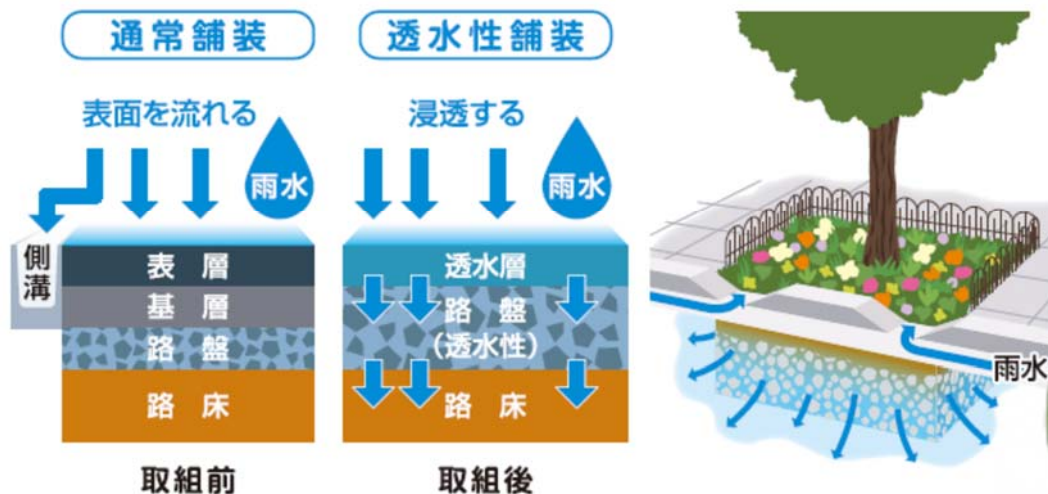 通常舗装
表面を流れる
雨水
側溝
表層
基層
路盤
路床
取組前
透水性舗装
浸透する
雨水
透水層
路盤
(透水性)
路床
取組後
雨水